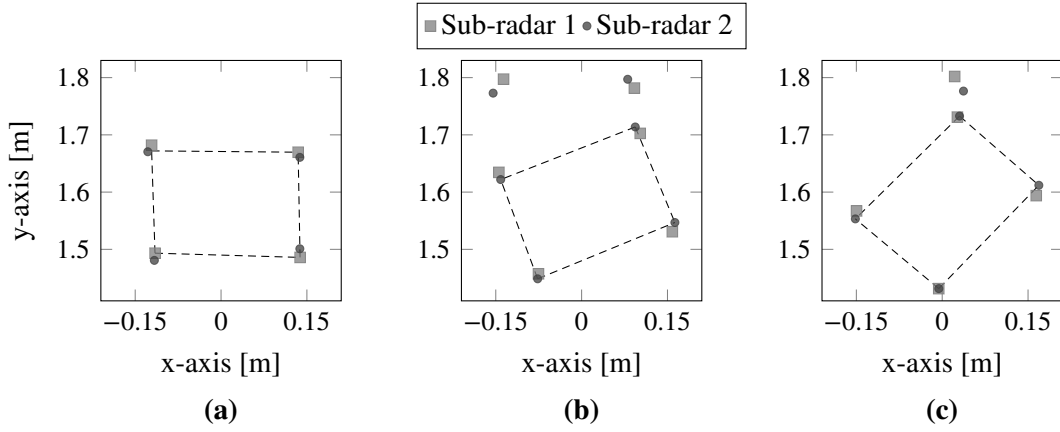 Sub-radar 1 Sub-radar 2
1.8 1.8 1.8
1.7 1.7 1.7
1.6 1.6 1.6
1.5 1.5 1.5
y-axis [m]
−0.15 0 0.15 −0.15 0 0.15 −0.15 0 0.15
x-axis [m] x-axis [m] x-axis [m]
(a) (b) (c)